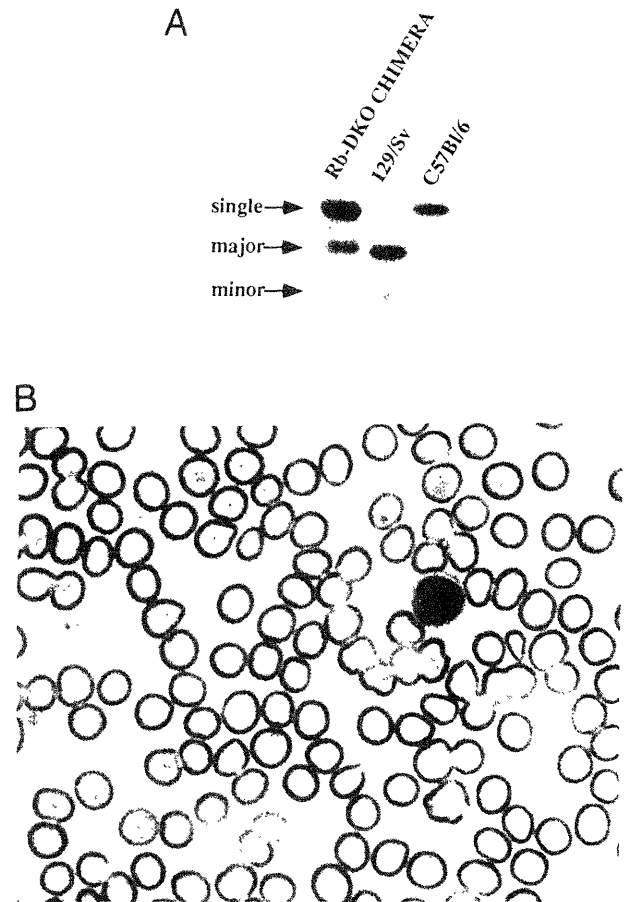 A
Rb-DKO CHIMERA
129/Sv
C57Bl/6
single
major
minor
B